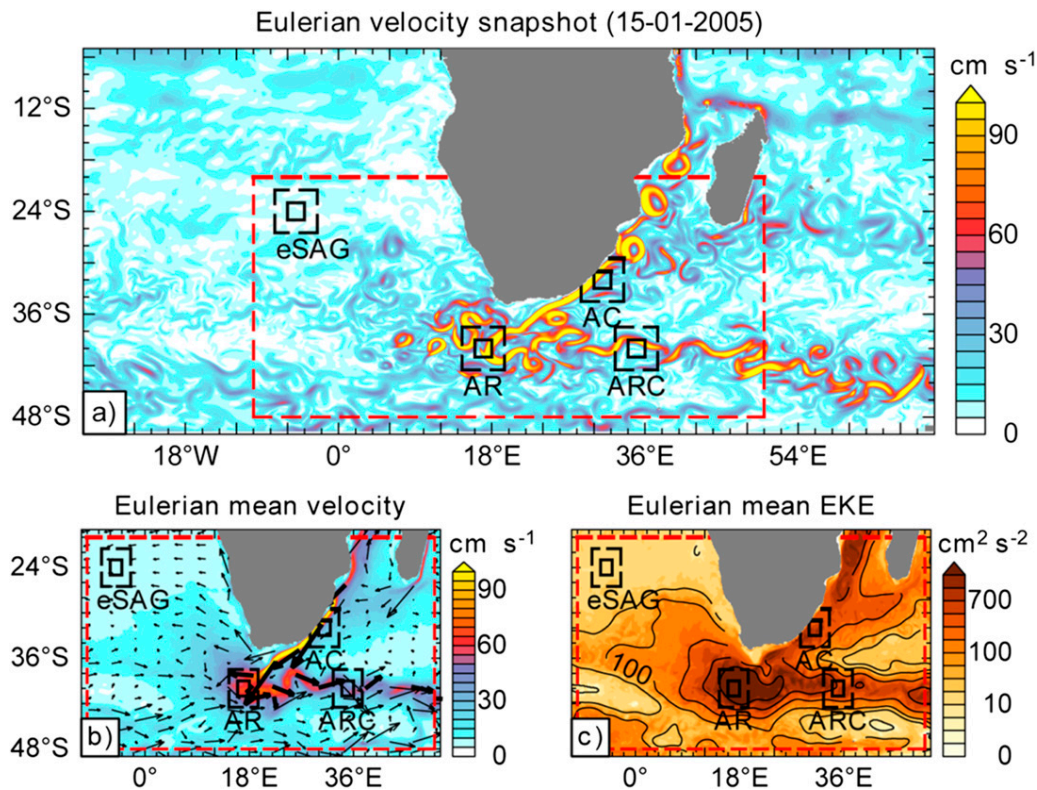 Eulerian velocity snapshot (15-01-2005)
cm s-1
12°S
24°S
36°S
48°S
eSAG
AC
AR
ARC
a)
90
60
30
0
18°W
0°
18°E
36°E
54°E
Eulerian mean velocity
cm s-1
24°S
36°S
48°S
eSAG
AC
AR
ARC
b)
90
60
30
0
0°
18°E
36°E
Eulerian mean EKE
cm2 s-2
eSAG
100
AC
AR
ARC
c)
700
100
10
0
0°
18°E
36°E